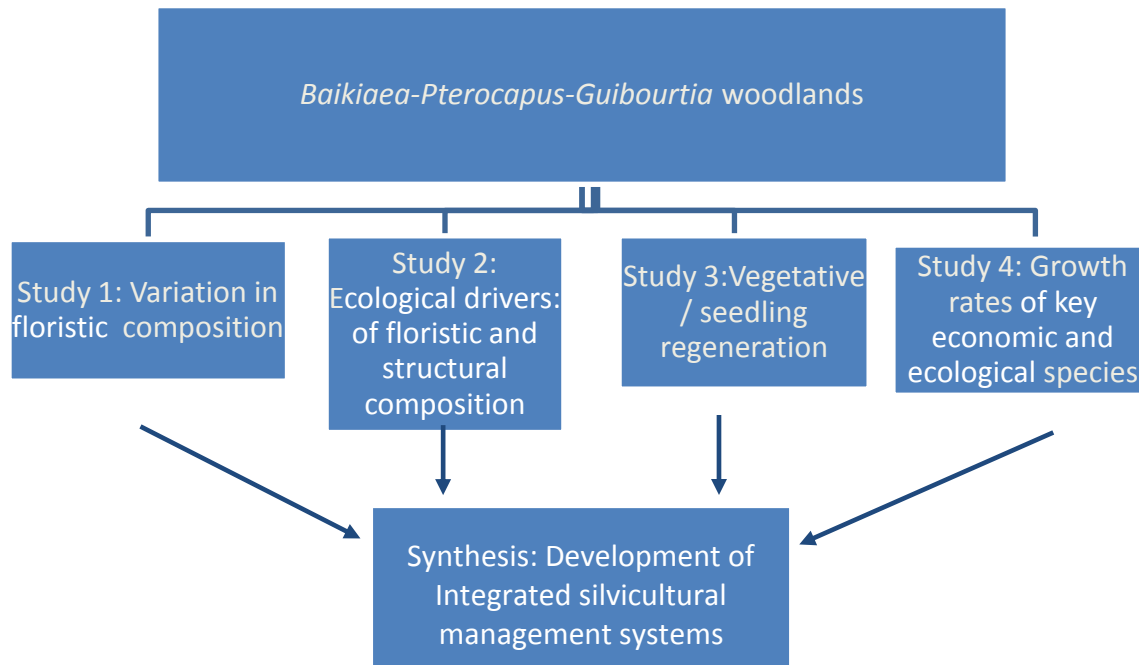 Baikiaea-Pterocapus-Guibourtia woodlands
Study 1: Variation in
floristic composition
Study 2:
Ecological drivers:
of floristic and
structural
composition
Study 3:Vegetative
/ seedling
regeneration
Study 4: Growth
rates of key
economic and
ecological species
Synthesis: Development of
Integrated silvicultural
management systems